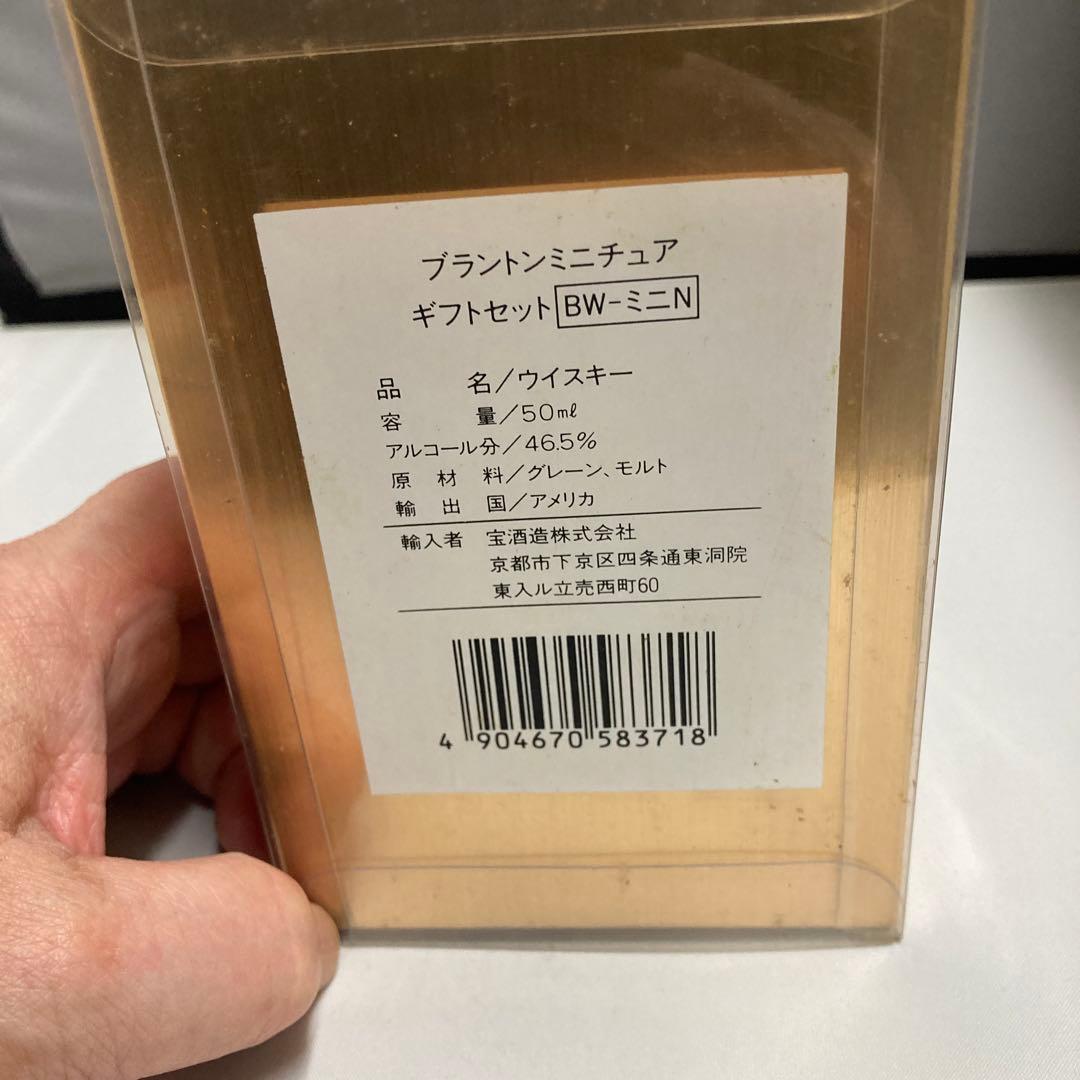 ブラントンミニチュア
ギフトセット BW-ミニN
品名/ウイスキー
容量/50ml
アルコール分/46.5%
原材料/グレーン、モルト
輸出国/アメリカ
輸入者 宝酒造株式会社
京都市下京区四条通東洞院
東入ル立売西町60
4 904670 583718